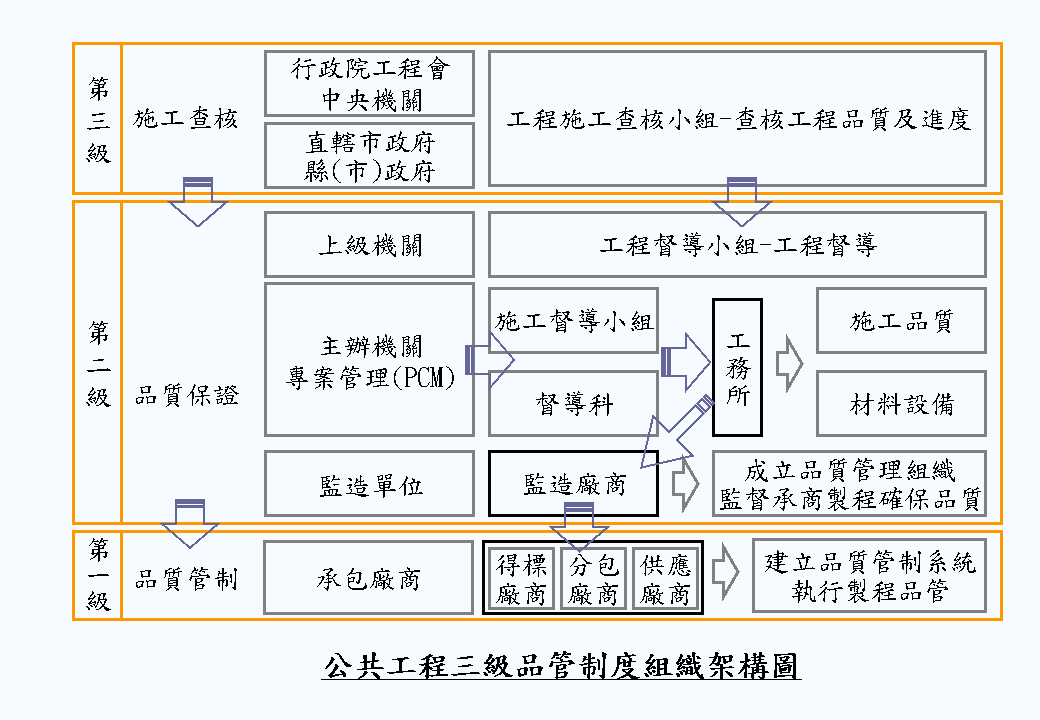 第三級
施工查核
行政院工程會
中央機關
直轄市政府
縣(市)政府
工程施工查核小組-查核工程品質及進度
第二級
品質保證
上級機關
工程督導小組-工程督導
主辦機關
專案管理(PCM)
施工督導小組
督導科
工務所
施工品質
材料設備
監造單位
監造廠商
成立品質管理組織
監督承商製程確保品質
第一級
品質管制
承包廠商
得標
廠商
分包
廠商
供應
廠商
建立品質管制系統
執行製程品管
公共工程三級品管制度組織架構圖